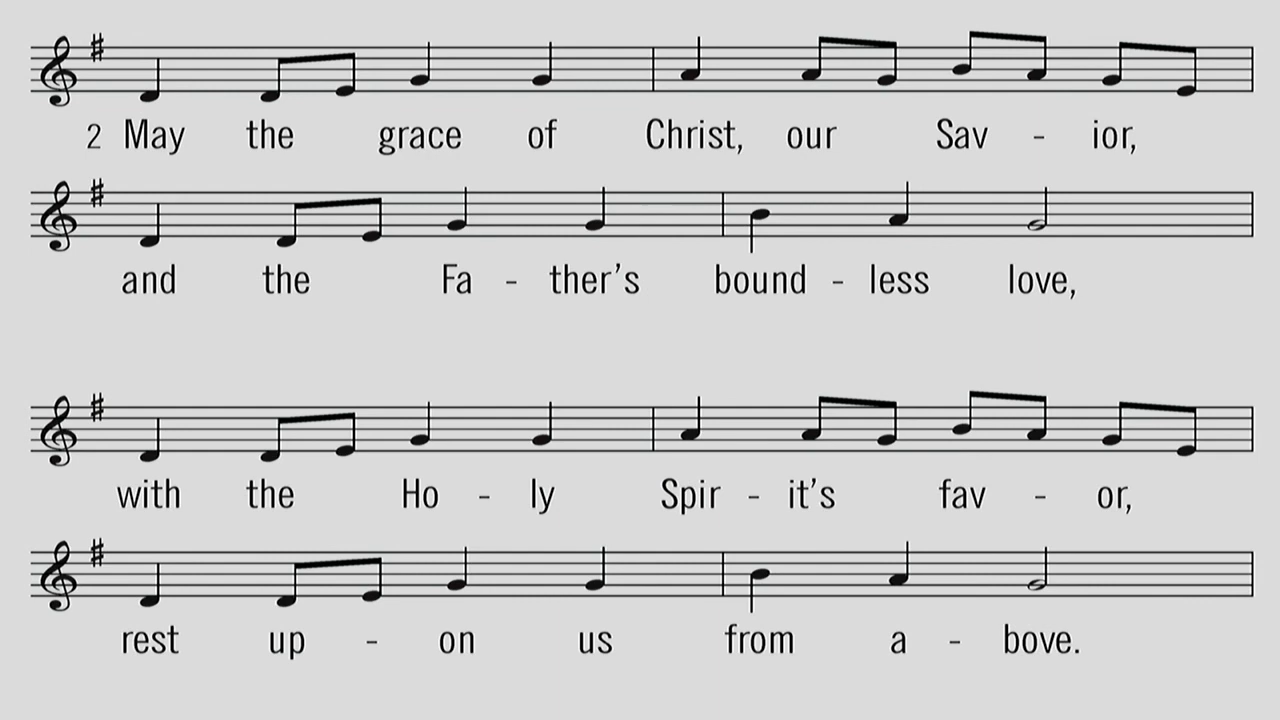 2 May the grace of Christ, our Sav - ior,
and the Fa - ther’s bound - less love,
with the Ho - ly Spir - it’s fav - or,
rest up - on us from a - bove.